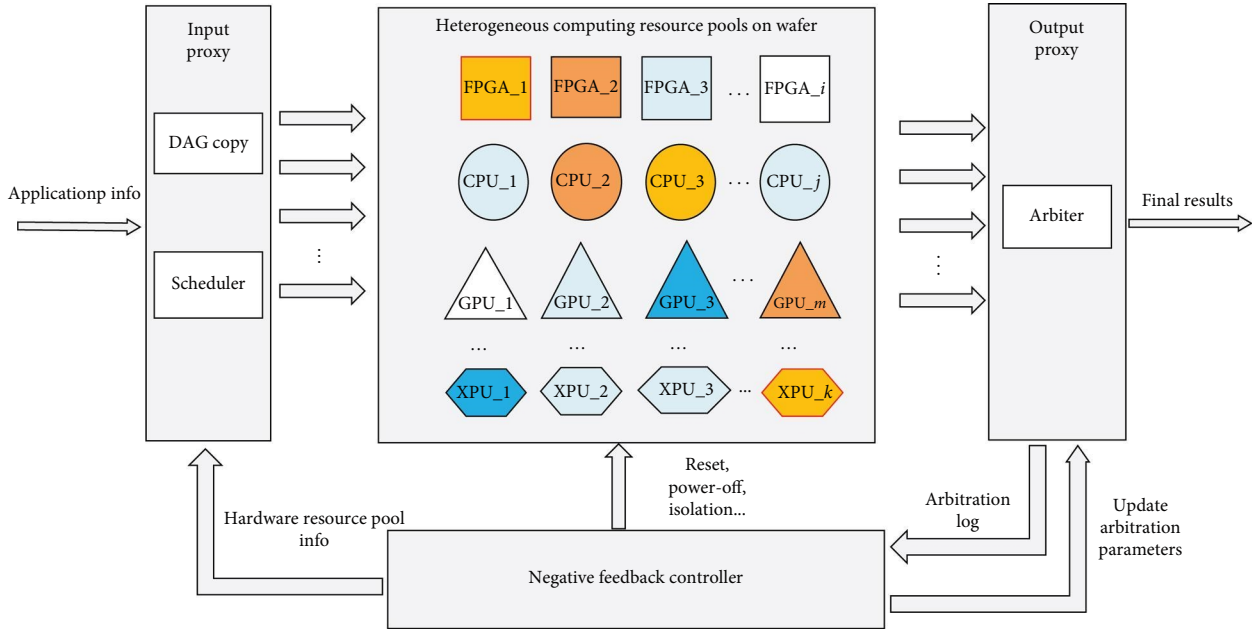 Input
proxy
DAG copy
Scheduler
Applicationp info
Heterogeneous computing resource pools on wafer
FPGA_1 FPGA_2 FPGA_3 ... FPGA_i
CPU_1 CPU_2 CPU_3 ... CPU_j
GPU_1 GPU_2 GPU_3 ... GPU_m
... ... ... ...
XPU_1 XPU_2 XPU_3 ... XPU_k
Output
proxy
Arbiter
Final results
Hardware resource pool
info
Reset,
power-off,
isolation...
Arbitration
log
Update
arbitration
parameters
Negative feedback controller